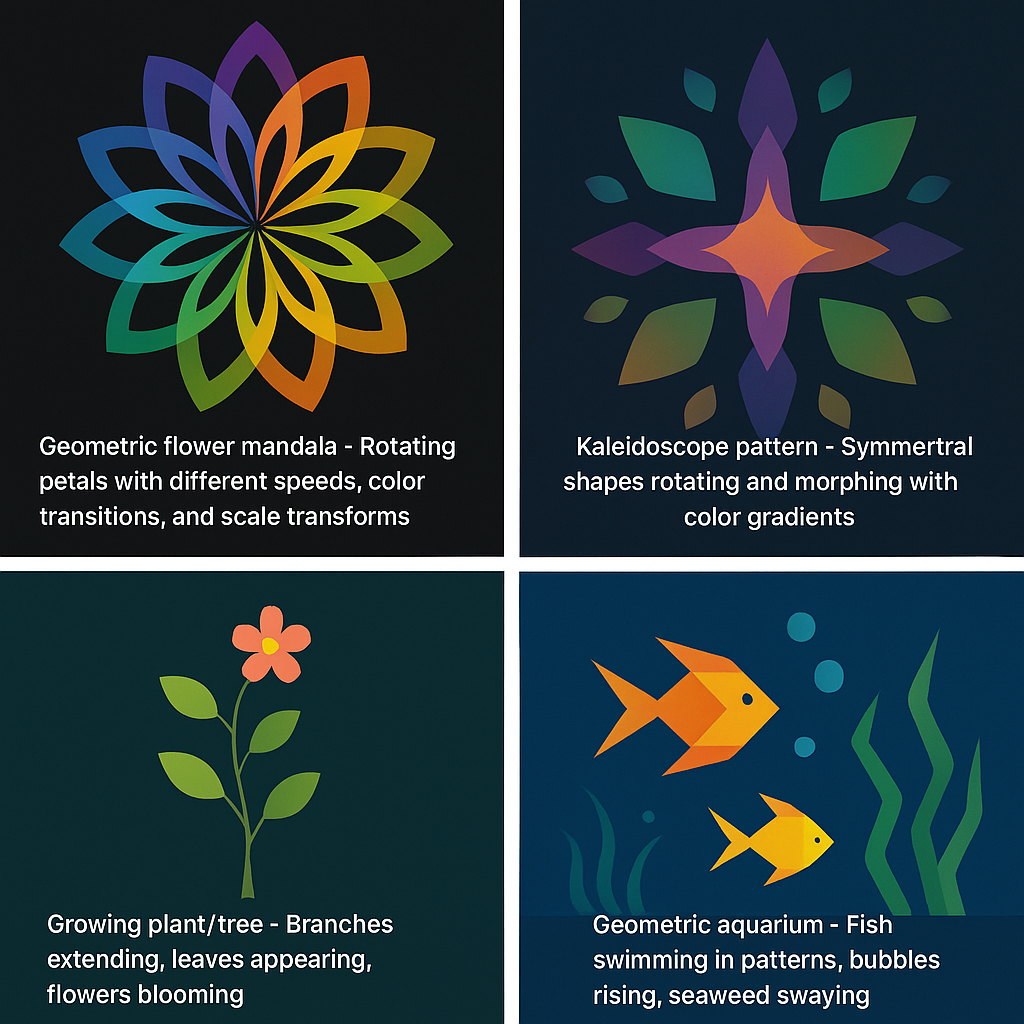 Geometric flower mandala - Rotating
petals with different speeds, color
transitions, and scale transforms
Kaleidoscope pattern - Symmertral
shapes rotating and morphing with
color gradients
Growing plant/tree - Branches
extending, leaves appearing,
flowers blooming
Geometric aquarium - Fish
swimming in patterns, bubbles
rising, seaweed swaying